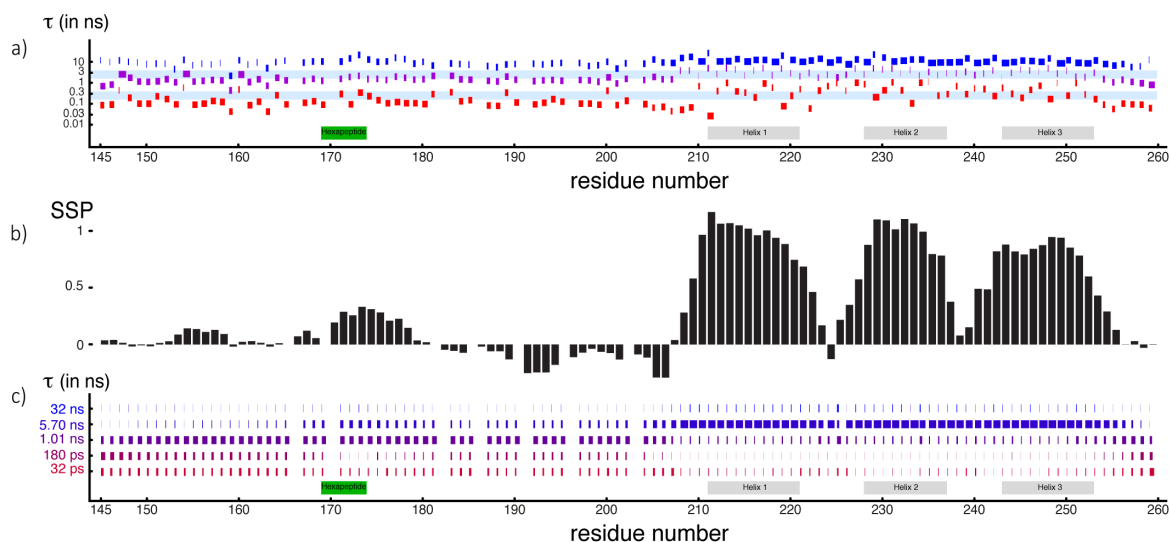 τ (in ns)
a)
10
3
1
0.3
0.1
0.03
0.01
Hexapeptide Helix 1 Helix 2 Helix 3
145 150 160 170 180 190 200 210 220 230 240 250 260
residue number
SSP
b)
1
0.5
0
τ (in ns)
c)
32 ns
5.70 ns
1.01 ns
180 ps
32 ps
Hexapeptide Helix 1 Helix 2 Helix 3
145 150 160 170 180 190 200 210 220 230 240 250 260
residue number